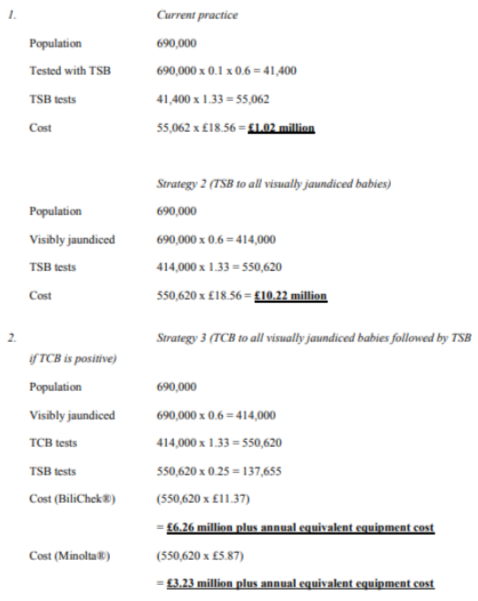 1. Current practice
Population 690,000
Tested with TSB 690,000 x 0.1 x 0.6 = 41,400
TSB tests 41,400 x 1.33 = 55,062
Cost 55,062 x £18.56 = £1.02 million
Strategy 2 (TSB to all visually jaundiced babies)
Population 690,000
Visibly jaundiced 690,000 x 0.6 = 414,000
TSB tests 414,000 x 1.33 = 550,620
Cost 550,620 x £18.56 = £10.22 million
2. Strategy 3 (TCB to all visually jaundiced babies followed by TSB
if TCB is positive)
Population 690,000
Visibly jaundiced 690,000 x 0.6 = 414,000
TCB tests 414,000 x 1.33 = 550,620
TSB tests 550,620 x 0.25 = 137,655
Cost (BiliChek®) (550,620 x £11.37)
= £6.26 million plus annual equivalent equipment cost
Cost (Minolta®) (550,620 x £5.87)
= £3.23 million plus annual equivalent equipment cost